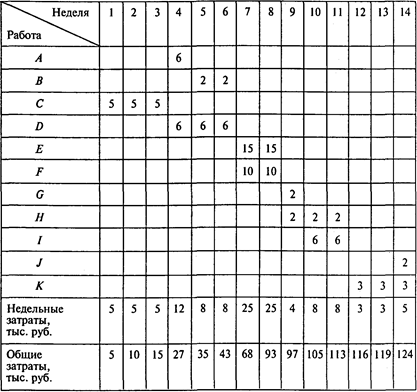 Неделя 1 2 3 4 5 6 7 8 9 10 11 12 13 14
Работа
A 6
B 2 2
C 5 5 5
D 6 6 6
E 15 15
F 10 10
G 2
H 2 2 2
I 6 6
J 2
K 3 3 3
Недельные 5 5 5 12 8 8 25 25 4 8 8 3 3 5
затраты,
тыс. руб.
Общие 5 10 15 27 35 43 68 93 97 105 113 116 119 124
затраты,
тыс. руб.